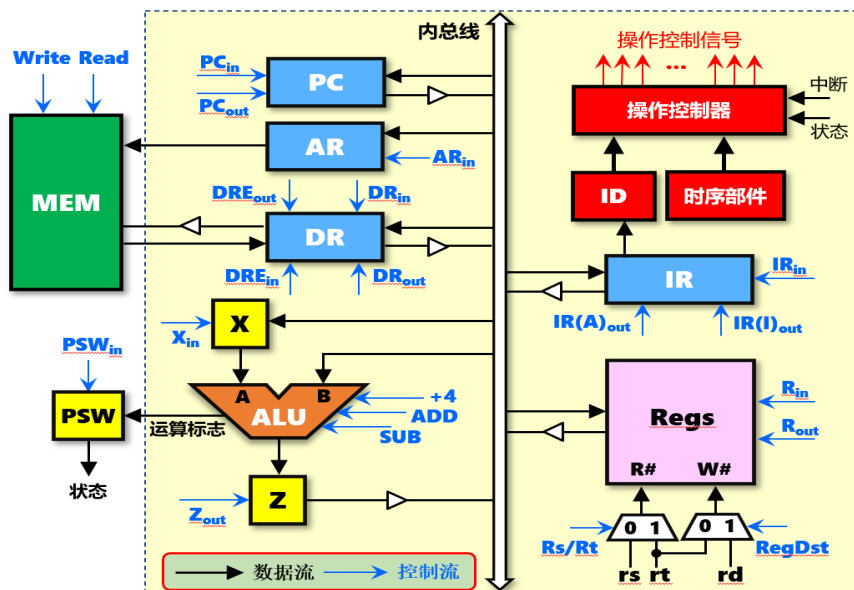 内总线
操作控制信号
...
Write Read
PCin
PC
PCout
操作控制器
中断
状态
AR
ARin
MEM
DREout
DRin
ID
时序部件
DR
DREin
DRout
IR
IRin
IR(A)out
IR(I)out
X
Xin
PSWin
A
B
ALU
+4
ADD
SUB
PSW
运算标志
状态
Regs
Rin
Rout
R#
W#
Z
Zout
0 1
0 1
Rs/Rt
RegDst
rs
rt
rd
数据流
控制流